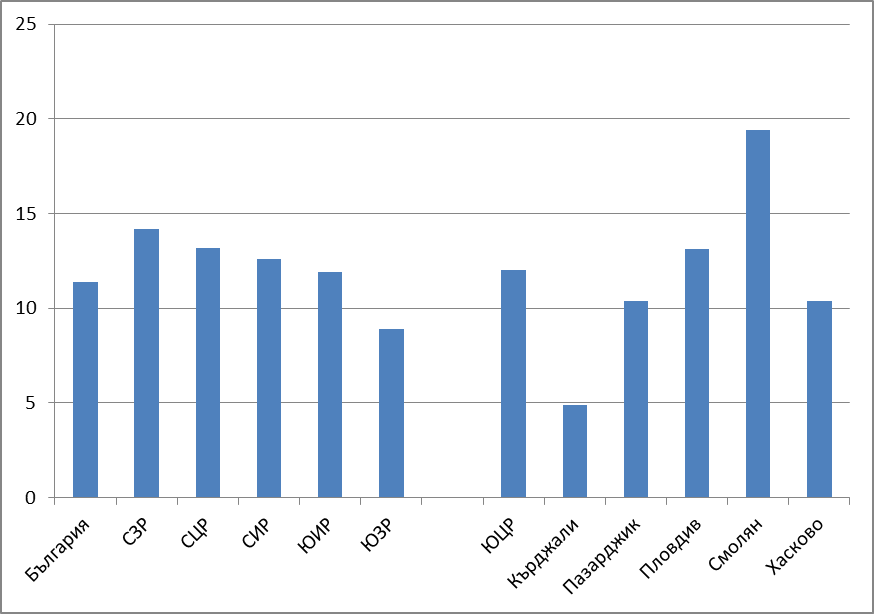 25
20
15
10
5
0
България
СЗР
СЦР
СИР
ЮИР
ЮЗР
ЮЦР
Кърджали
Пазарджик
Пловдив
Смолян
Хасково